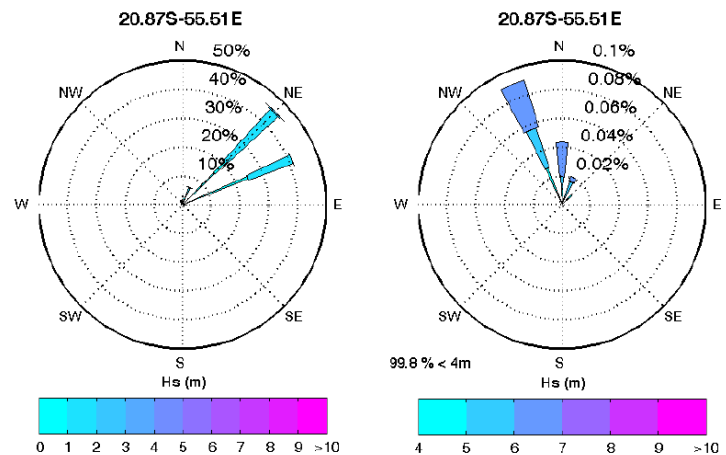 20.87S-55.51E
N
50%
40%
30%
20%
10%
NW
NE
W
E
SW
SE
S
Hs (m)
0 1 2 3 4 5 6 7 8 9 >10
20.87S-55.51E
N
0.1%
0.08%
0.06%
0.04%
0.02%
NW
NE
W
E
SW
SE
S
99.8 % < 4m
Hs (m)
4 5 6 7 8 9 >10